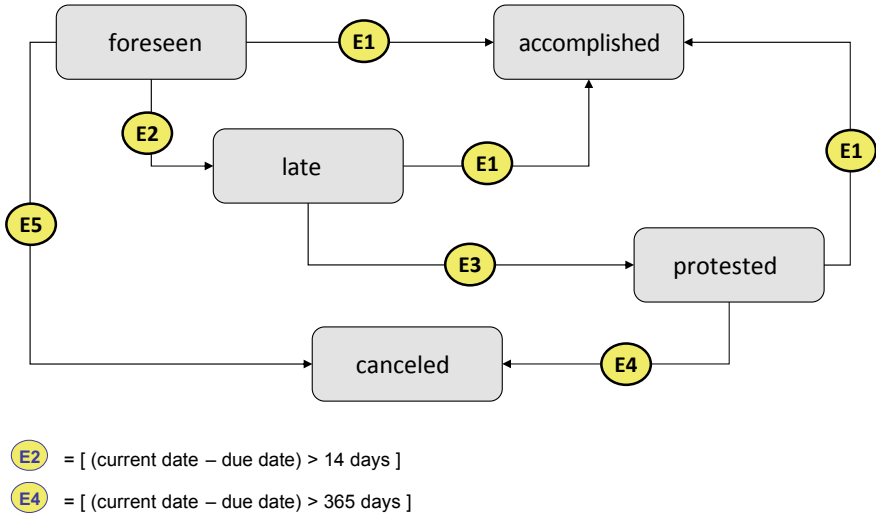 foreseen
E1
accomplished
E2
late
E1
E1
E5
E3
protested
canceled
E4
E2 = [ (current date – due date) > 14 days ]
E4 = [ (current date – due date) > 365 days ]